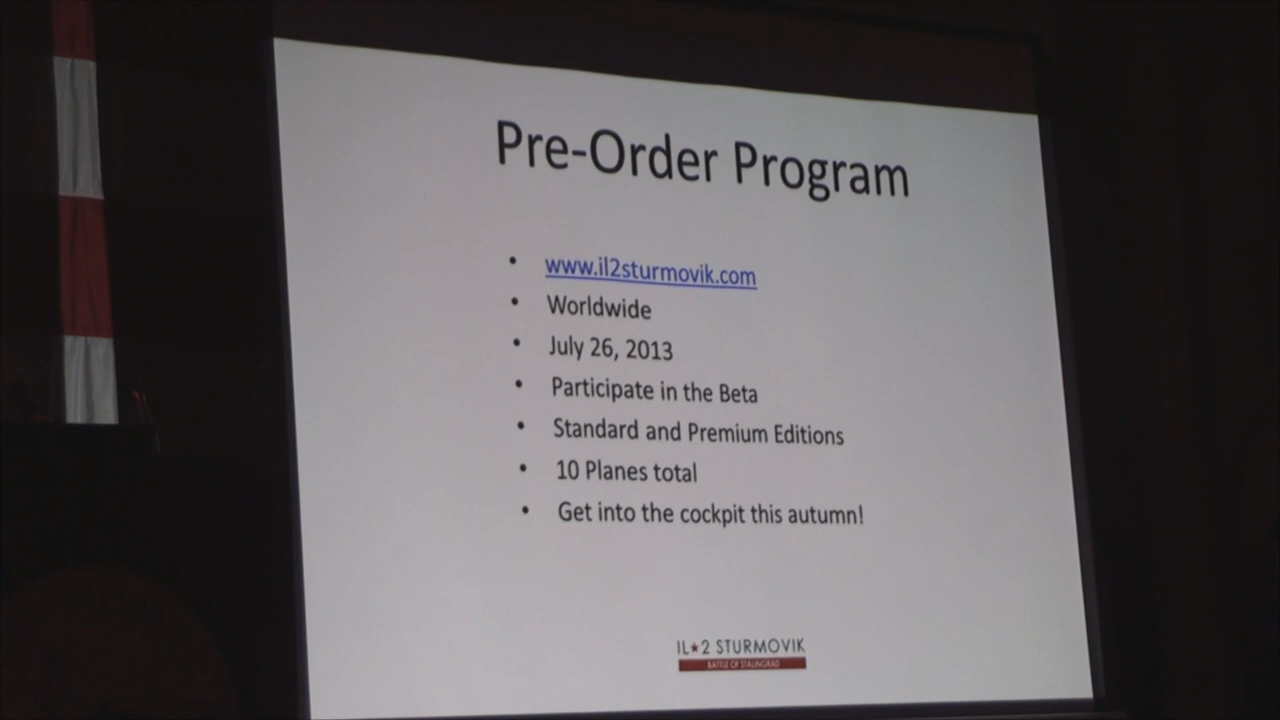 Pre-Order Program
www.il2sturmovik.com
Worldwide
July 26, 2013
Participate in the Beta
Standard and Premium Editions
10 Planes total
Get into the cockpit this autumn!
IL★2 STURMOVIK
BATTLE OF STALINGRAD